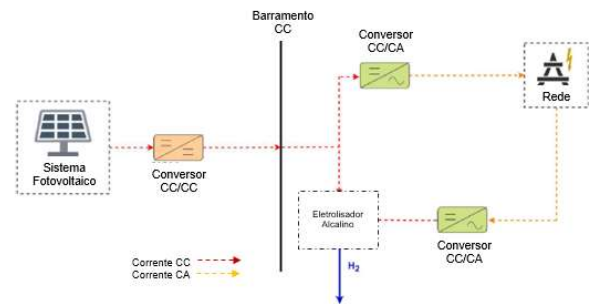 Barramento
CC
Conversor
CC/CA
Rede
Sistema
Fotovoltaico
Conversor
CC/CC
Eletrolisador
Alcalino
Conversor
CC/CA
H2
Corrente CC
Corrente CA